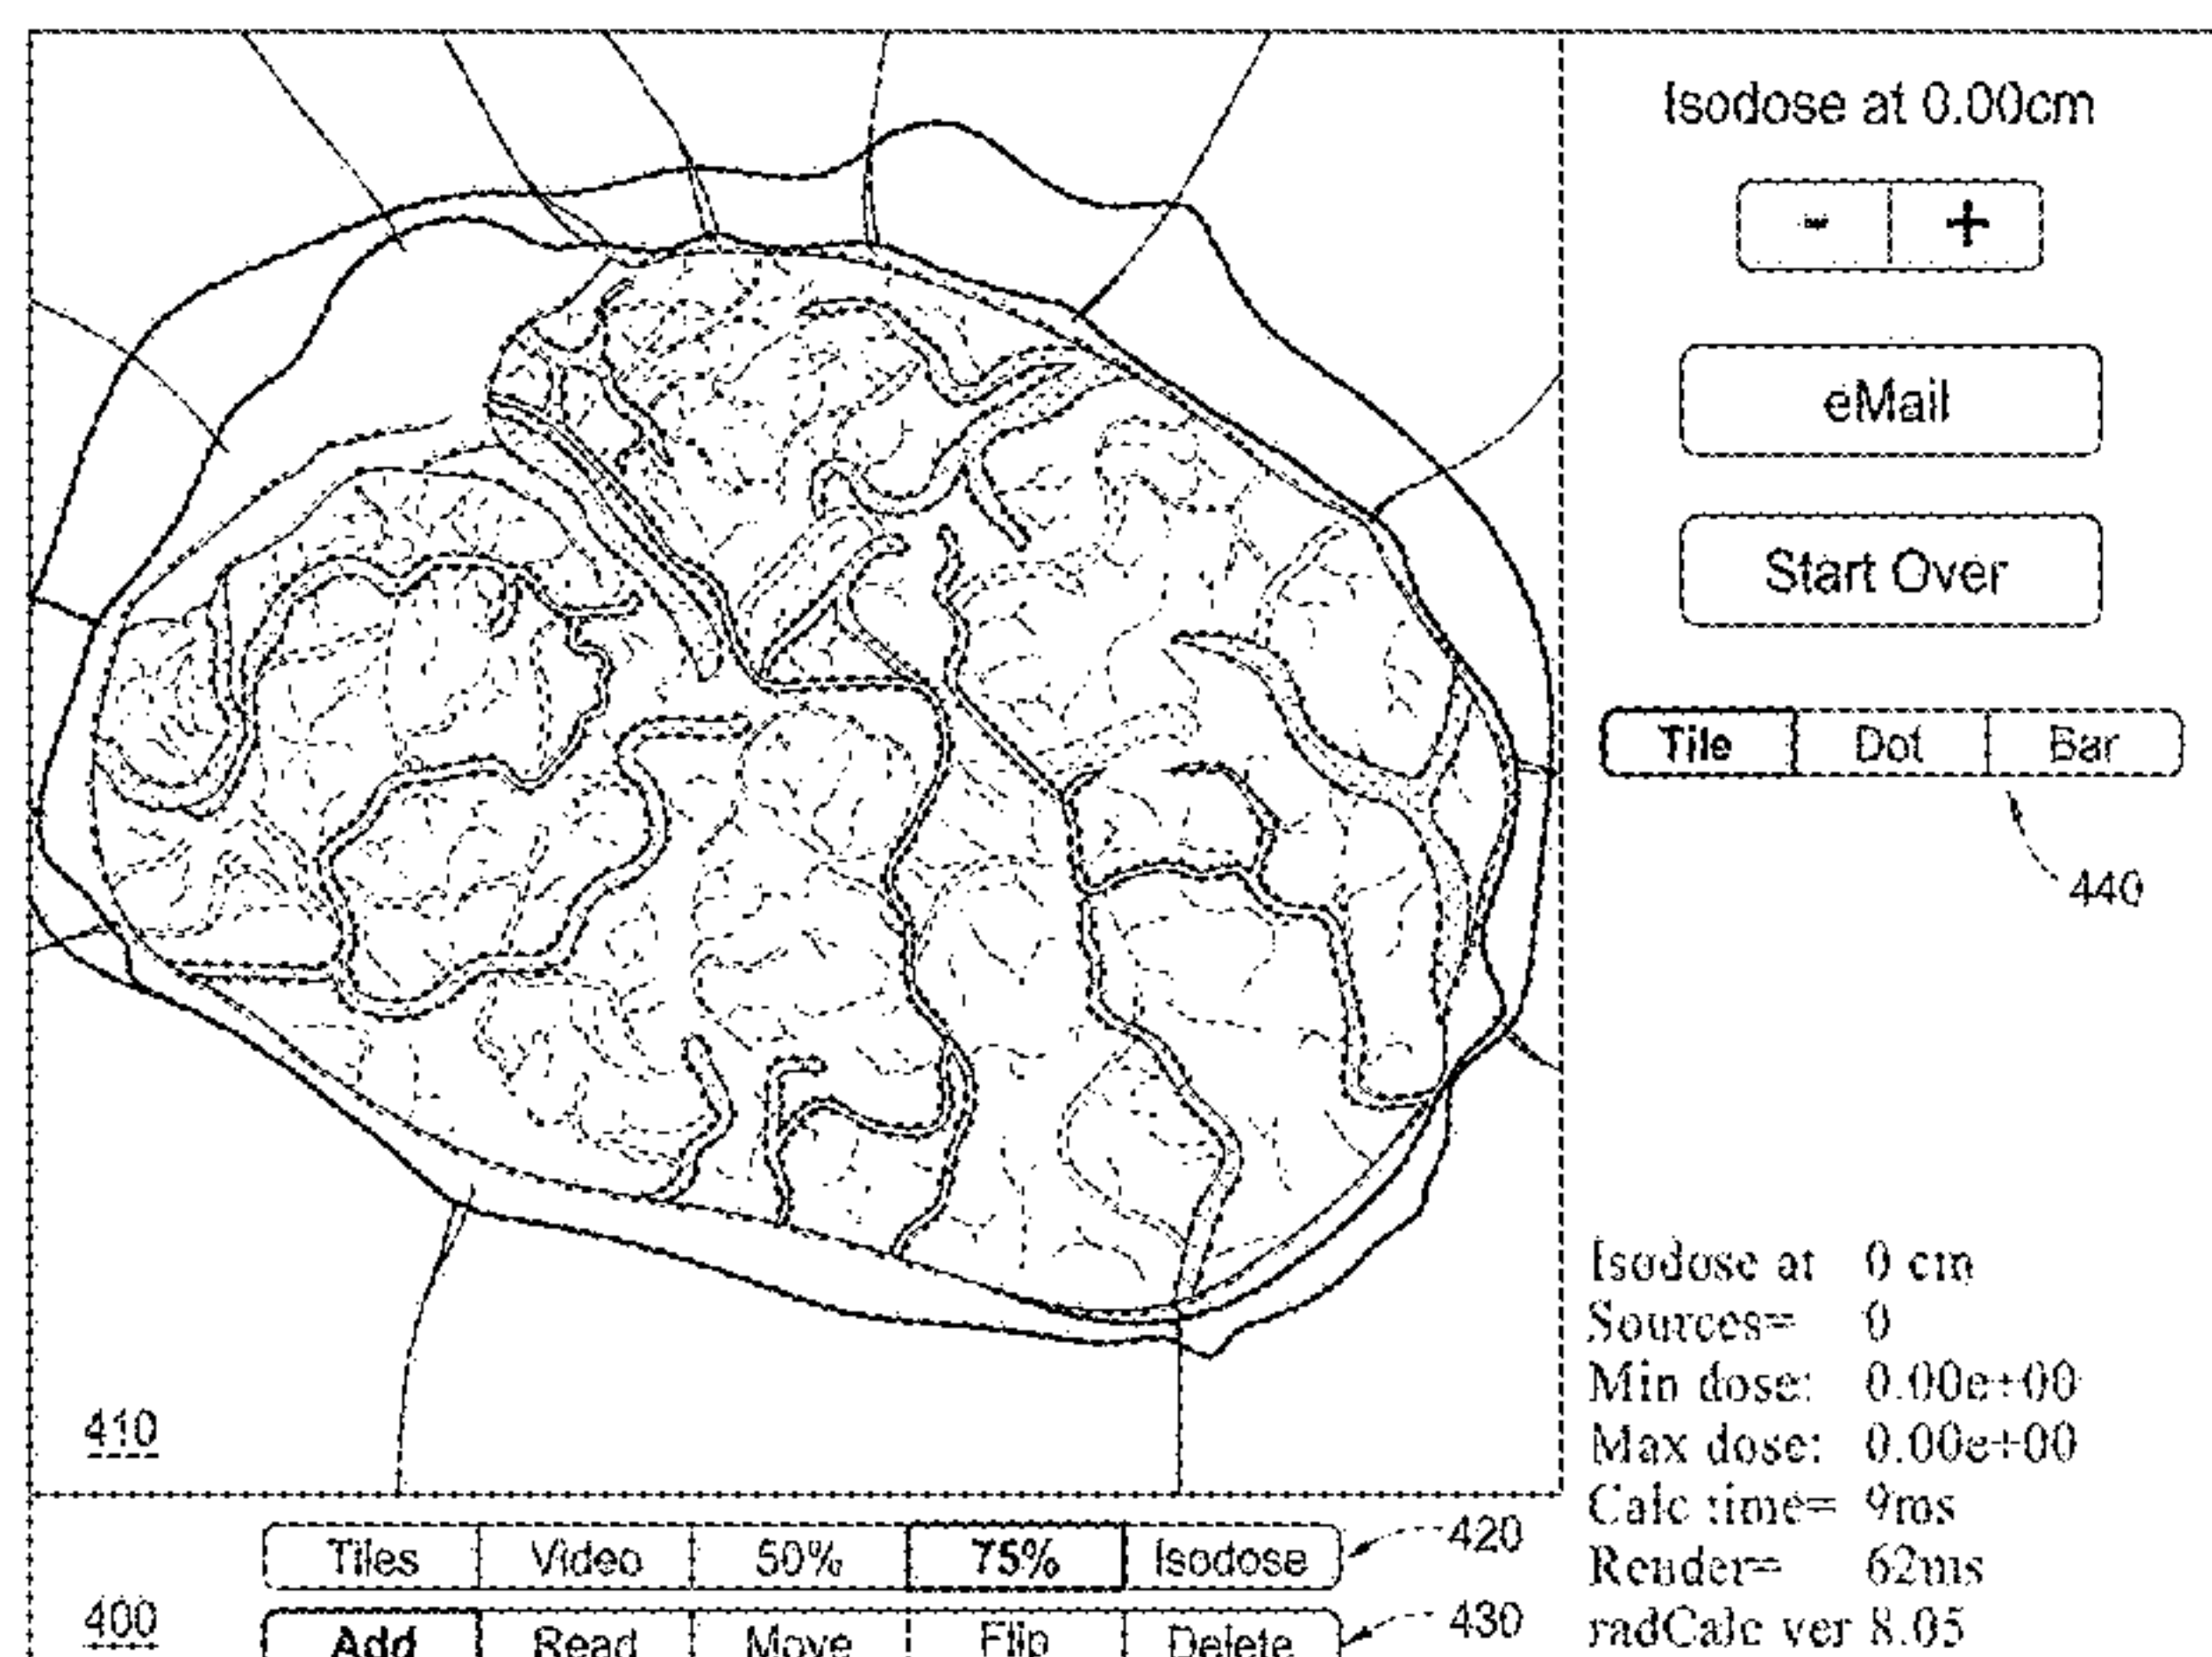 Isodose at 0.00cm
- +
eMail
Start Over
Tile Dot Bar
440
Isodose at 0 cm
Sources= 0
Min dose: 0.00e+00
Max dose: 0.00e+00
Calc time= 9ms
Render= 62ms
radCalc ver 8.05
410
Tiles Video 50% 75% Isodose 420
400
Add Read Move Flip Delete 430